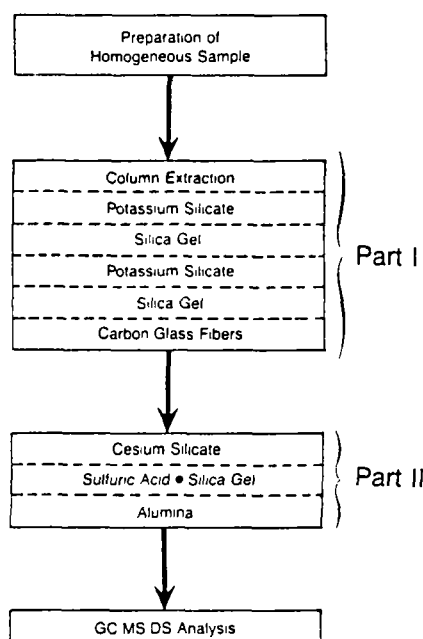 Preparation of
Homogeneous Sample
Column Extraction
Potassium Silicate
Silica Gel
Potassium Silicate
Silica Gel
Carbon Glass Fibers
Part I
Cesium Silicate
Sulfuric Acid • Silica Gel
Alumina
Part II
GC MS DS Analysis